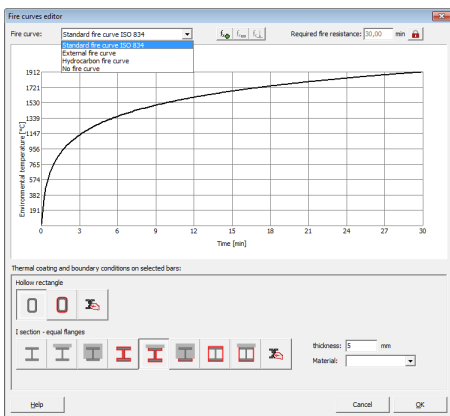 Fire curves editor
Fire curve: Standard fire curve ISO 834 Required fire resistance: 30,00 min
Standard fire curve ISO 834
External fire curve
Hydrocarbon fire curve
No fire curve
Environmental temperature [°C]
1912
1721
1530
1339
1147
956
765
574
382
191
0 3 6 9 12 15 18 21 24 27 30
Time [min]
Thermal coating and boundary conditions on selected bars:
Hollow rectangle
I section - equal flanges
thickness: 5 mm
Material:
Help Cancel OK